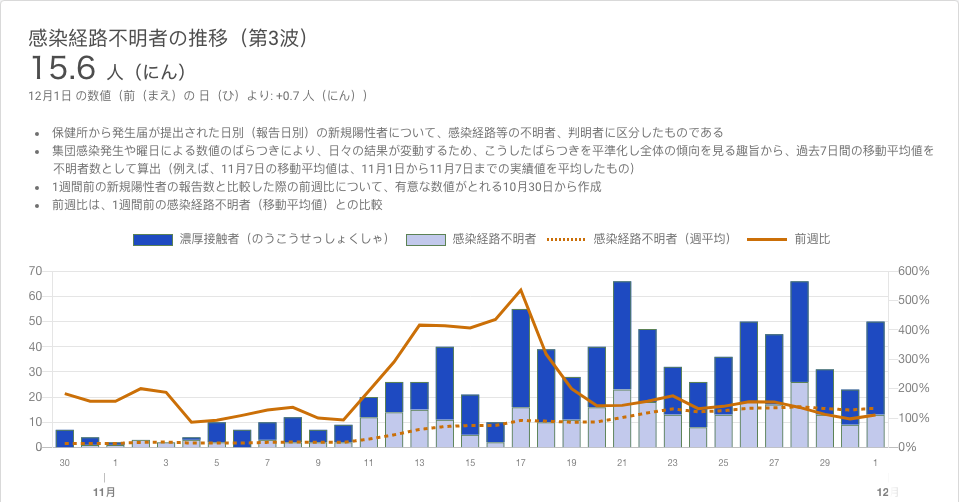 感染経路不明者の推移（第3波）
15.6 人（にん）
12月1日 の数値（前（まえ）の 日（ひ）より: +0.7 人（にん））
• 保健所から発生届が提出された日別（報告日別）の新規陽性者について、感染経路等の不明者、判明者に区分したものである
• 集団感染発生や曜日による数値のばらつきにより、日々の結果が変動するため、こうしたばらつきを平準化し全体の傾向を見る趣旨から、過去7日間の移動平均値を
不明者数として算出（例えば、11月7日の移動平均値は、11月1日から11月7日までの実績値を平均したもの）
• 1週間前の新規陽性者の報告数と比較した際の前週比について、有意な数値がとれる10月30日から作成
• 前週比は、1週間前の感染経路不明者（移動平均値）との比較
濃厚接触者（のうこうせっしょくしゃ） 感染経路不明者 感染経路不明者（週平均） 前週比
70 600%
60 500%
50 400%
40 300%
30 200%
20 100%
10 0%
0
30 1 3 5 7 9 11 13 15 17 19 21 23 25 27 29 1
11月 12月